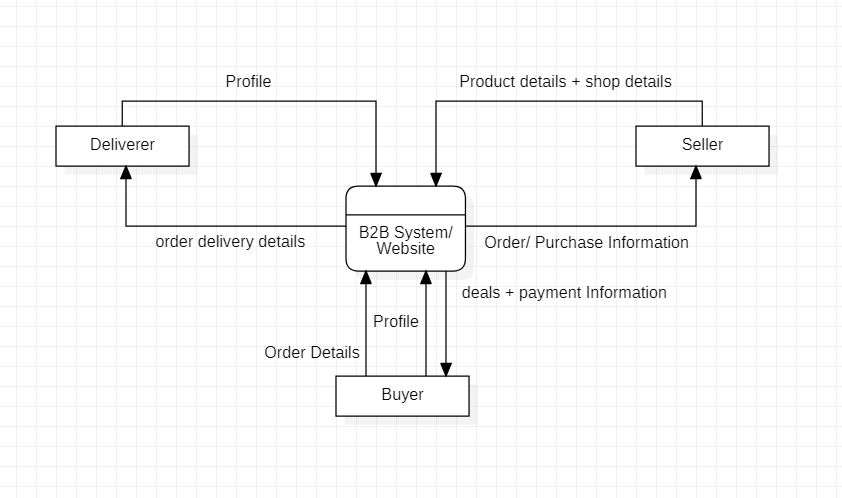 Profile
Product details + shop details
Deliverer
Seller
B2B System/
Website
order delivery details
Order/ Purchase Information
deals + payment Information
Profile
Order Details
Buyer